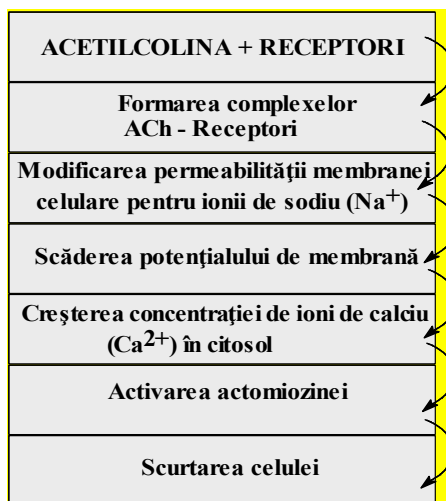 ACETILCOLINA + RECEPTORI
Formarea complexelor
ACh - Receptori
Modificarea permeabilităţii membranei
celulare pentru ionii de sodiu (Na⁺)
Scăderea potenţialului de membrană
Creşterea concentraţiei de ioni de calciu
(Ca²⁺) în citosol
Activarea actomiozinei
Scurtarea celulei